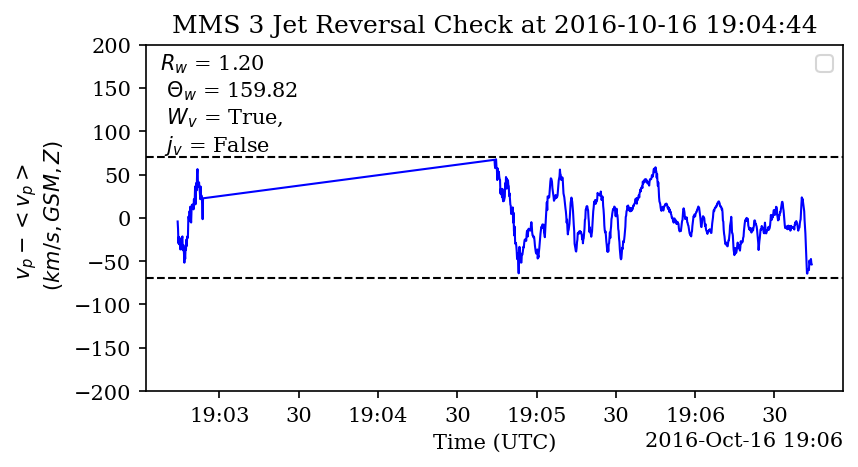 MMS 3 Jet Reversal Check at 2016-10-16 19:04:44
200
150
100
50
0
−50
−100
−150
−200
v_p − < v_p >
(km/s, GSM, Z)
R_w = 1.20
Θ_w = 159.82
W_v = True,
j_v = False
19:03 30 19:04 30 19:05 30 19:06 30
Time (UTC)
2016-Oct-16 19:06